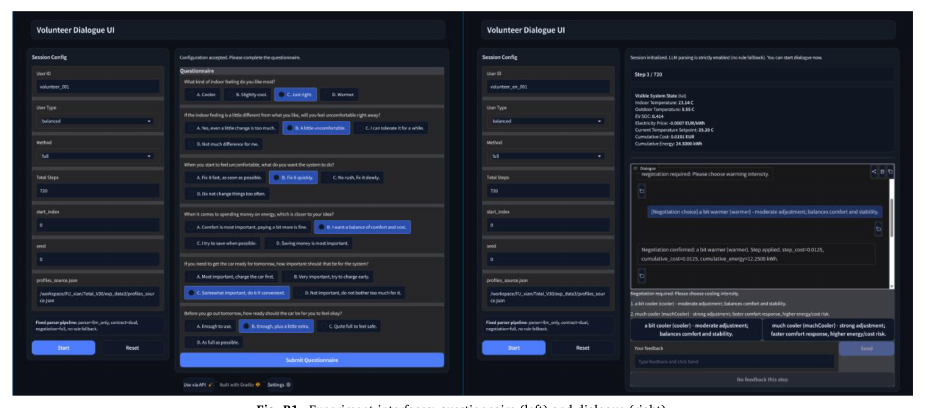 Volunteer Dialogue UI
Session Config
User ID
volunteer_001
User Type
balanced
Method
full
Total Steps
720
start_index
0
seed
0
profiles_source.json
/workspace/FU_xian/Total_V30/exp_data3/profiles_sour
ce.json
Fixed parser pipeline: parser=llm_only, contract=dual,
negotiation=full, no rule fallback.
Start
Reset
Configuration accepted. Please complete the questionnaire.
Questionnaire
What kind of indoor feeling do you like most?
A. Cooler.
B. Slightly cool.
C. Just right.
D. Warmer.
If the indoor feeling is a little different from what you like, will you feel uncomfortable right away?
A. Yes, even a little change is too much.
B. A little uncomfortable.
C. I can tolerate it for a while.
D. Not much difference for me.
When you start to feel uncomfortable, what do you want the system to do?
A. Fix it fast, as soon as possible.
B. Fix it quickly.
C. No rush, fix it slowly.
D. Do not change things too often.
When it comes to spending money on energy, which is closer to your idea?
A. Comfort is most important, paying a bit more is fine.
B. I want a balance of comfort and cost.
C. I try to save when possible.
D. Saving money is most important.
If you need to get the car ready for tomorrow, how important should that be for the system?
A. Most important, charge the car first.
B. Very important, try to charge early.
C. Somewhat important, do it if convenient.
D. Not important, do not bother too much for it.
Before you go out tomorrow, how ready should the car be for you to feel okay?
A. Enough to use.
B. Enough, plus a little extra.
C. Quite full to feel safe.
D. As full as possible.
Submit Questionnaire
Use via API
Built with Gradio
Settings
Volunteer Dialogue UI
Session Config
User ID
volunteer_en_001
User Type
balanced
Method
full
Total Steps
720
start_index
0
seed
0
profiles_source.json
/workspace/FU_xian/Total_V30/exp_data3/profiles_sour
ce.json
Fixed parser pipeline: parser=llm_only, contract=dual,
negotiation=full, no rule fallback.
Start
Reset
Session initialized. LLM parsing is strictly enabled (no rule fallback). You can start dialogue now.
Step 3 / 720
Visible System State
Indoor Temperature: 23.14 C
Outdoor Temperature: 5.55 C
EV SOC: 0.414
Electricity Price: -0.0007 EUR/kWh
Current Temperature Setpoint: 25.25 C
Cumulative Energy: 24.5006 kWh
Dialogue
Negotiation required: Please choose warming intensity.
[Negotiation choice] a bit warmer (warmer) - moderate adjustment; balances comfort and stability.
Negotiation confirmed: a bit warmer (warmer). Step applied, step_cost=0.0125,
cumulative_cost=0.0125, cumulative_energy=12.2508 kWh.
Negotiation required: Please choose cooling intensity.
1. a bit cooler (cooler) - moderate adjustment; balances comfort and stability.
2. much cooler (muchCooler) - strong adjustment; faster comfort response, higher energy/cost risk.
a bit cooler (cooler) - moderate adjustment;
balances comfort and stability.
much cooler (muchCooler) - strong adjustment;
faster comfort response, higher energy/cost risk.
Your feedback
Type feedback and click Send
Send
No feedback this step